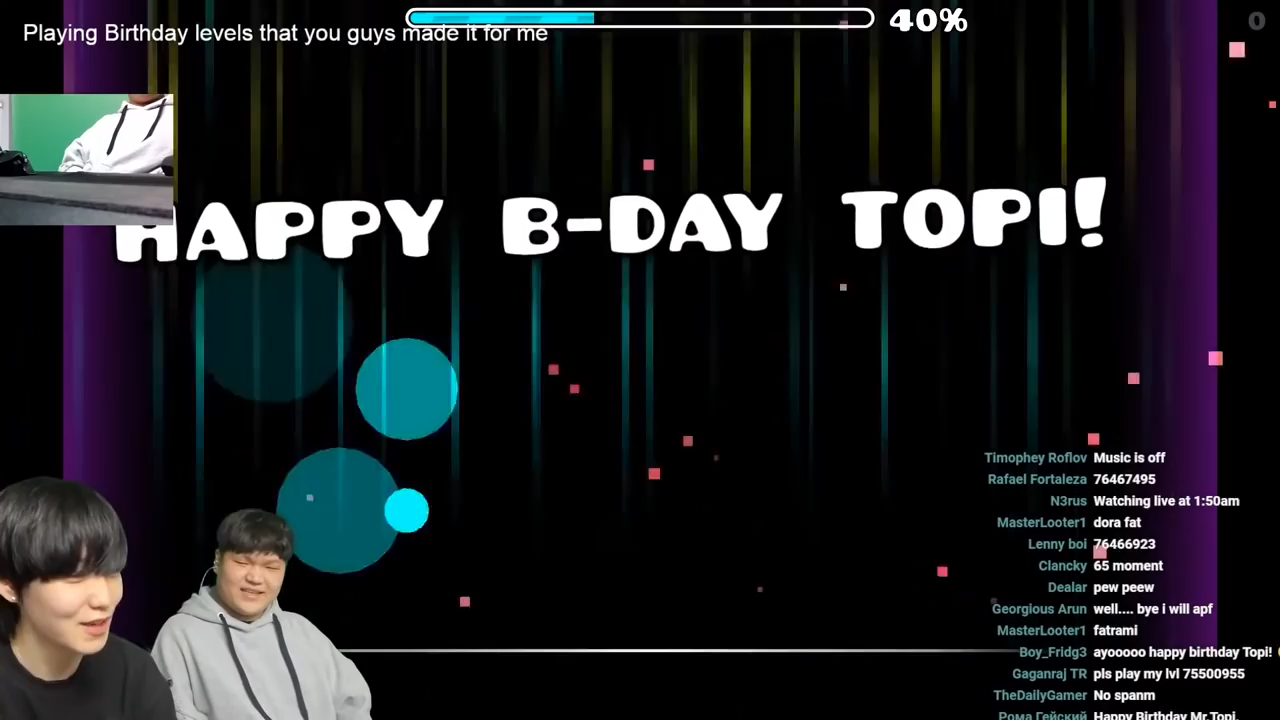 40%
0
Playing Birthday levels that you guys made it for me
HAPPY B-DAY TOPI!
Timophey Roflov Music is off
Rafael Fortaleza 76467495
N3rus Watching live at 1:50am
MasterLooter1 dora fat
Lenny boi 76466923
Clancky 65 moment
Dealar pew peew
Georgious Arun well.... bye i will apf
MasterLooter1 fatrami
Boy_Fridg3 ayooooo happy birthday Topi!
Gaganraj TR pls play my lvl 75500955
TheDailyGamer No spanm
Рома Гейский Happy Birthday Mr.Topi.